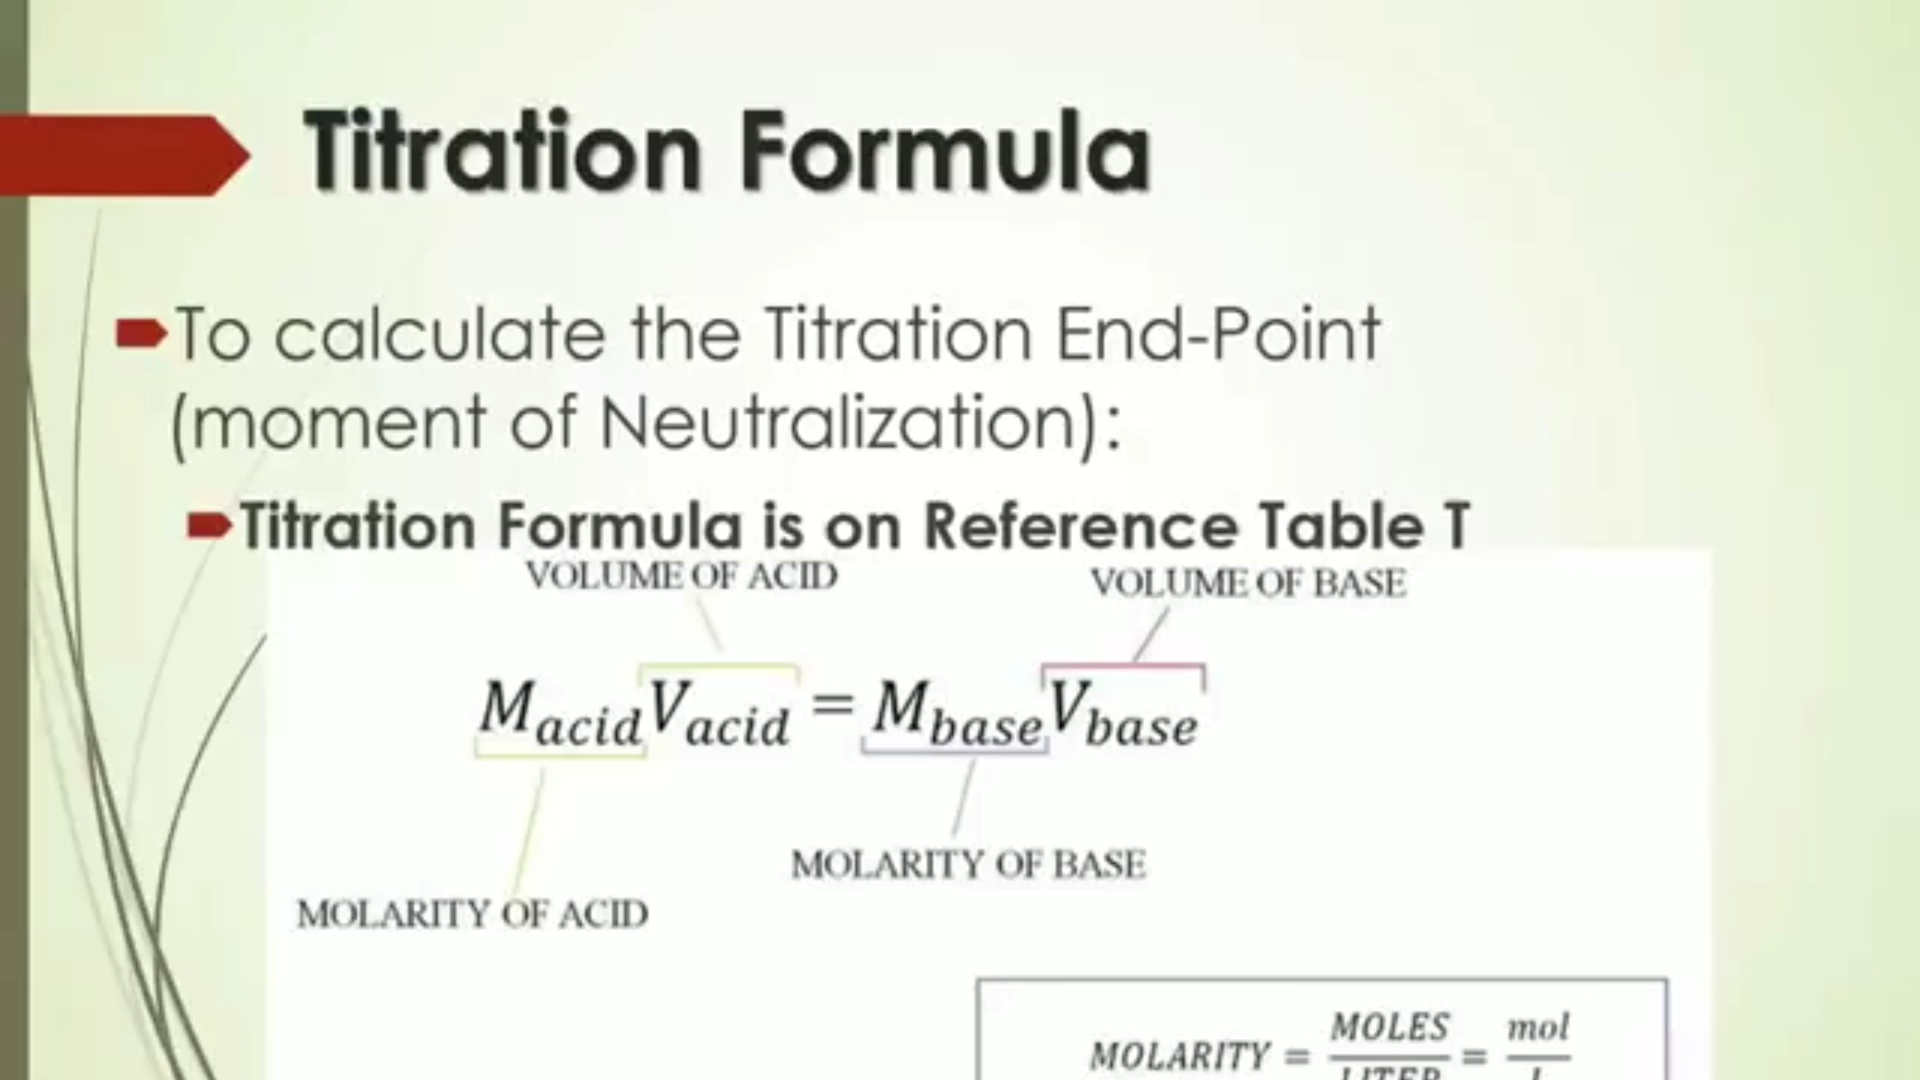 Titration Formula
To calculate the Titration End-Point
(moment of Neutralization):
Titration Formula is on Reference Table T
VOLUME OF ACID VOLUME OF BASE
M_acid V_acid = M_base V_base
MOLARITY OF BASE
MOLARITY OF ACID
MOLARITY = MOLES/LITER = mol/